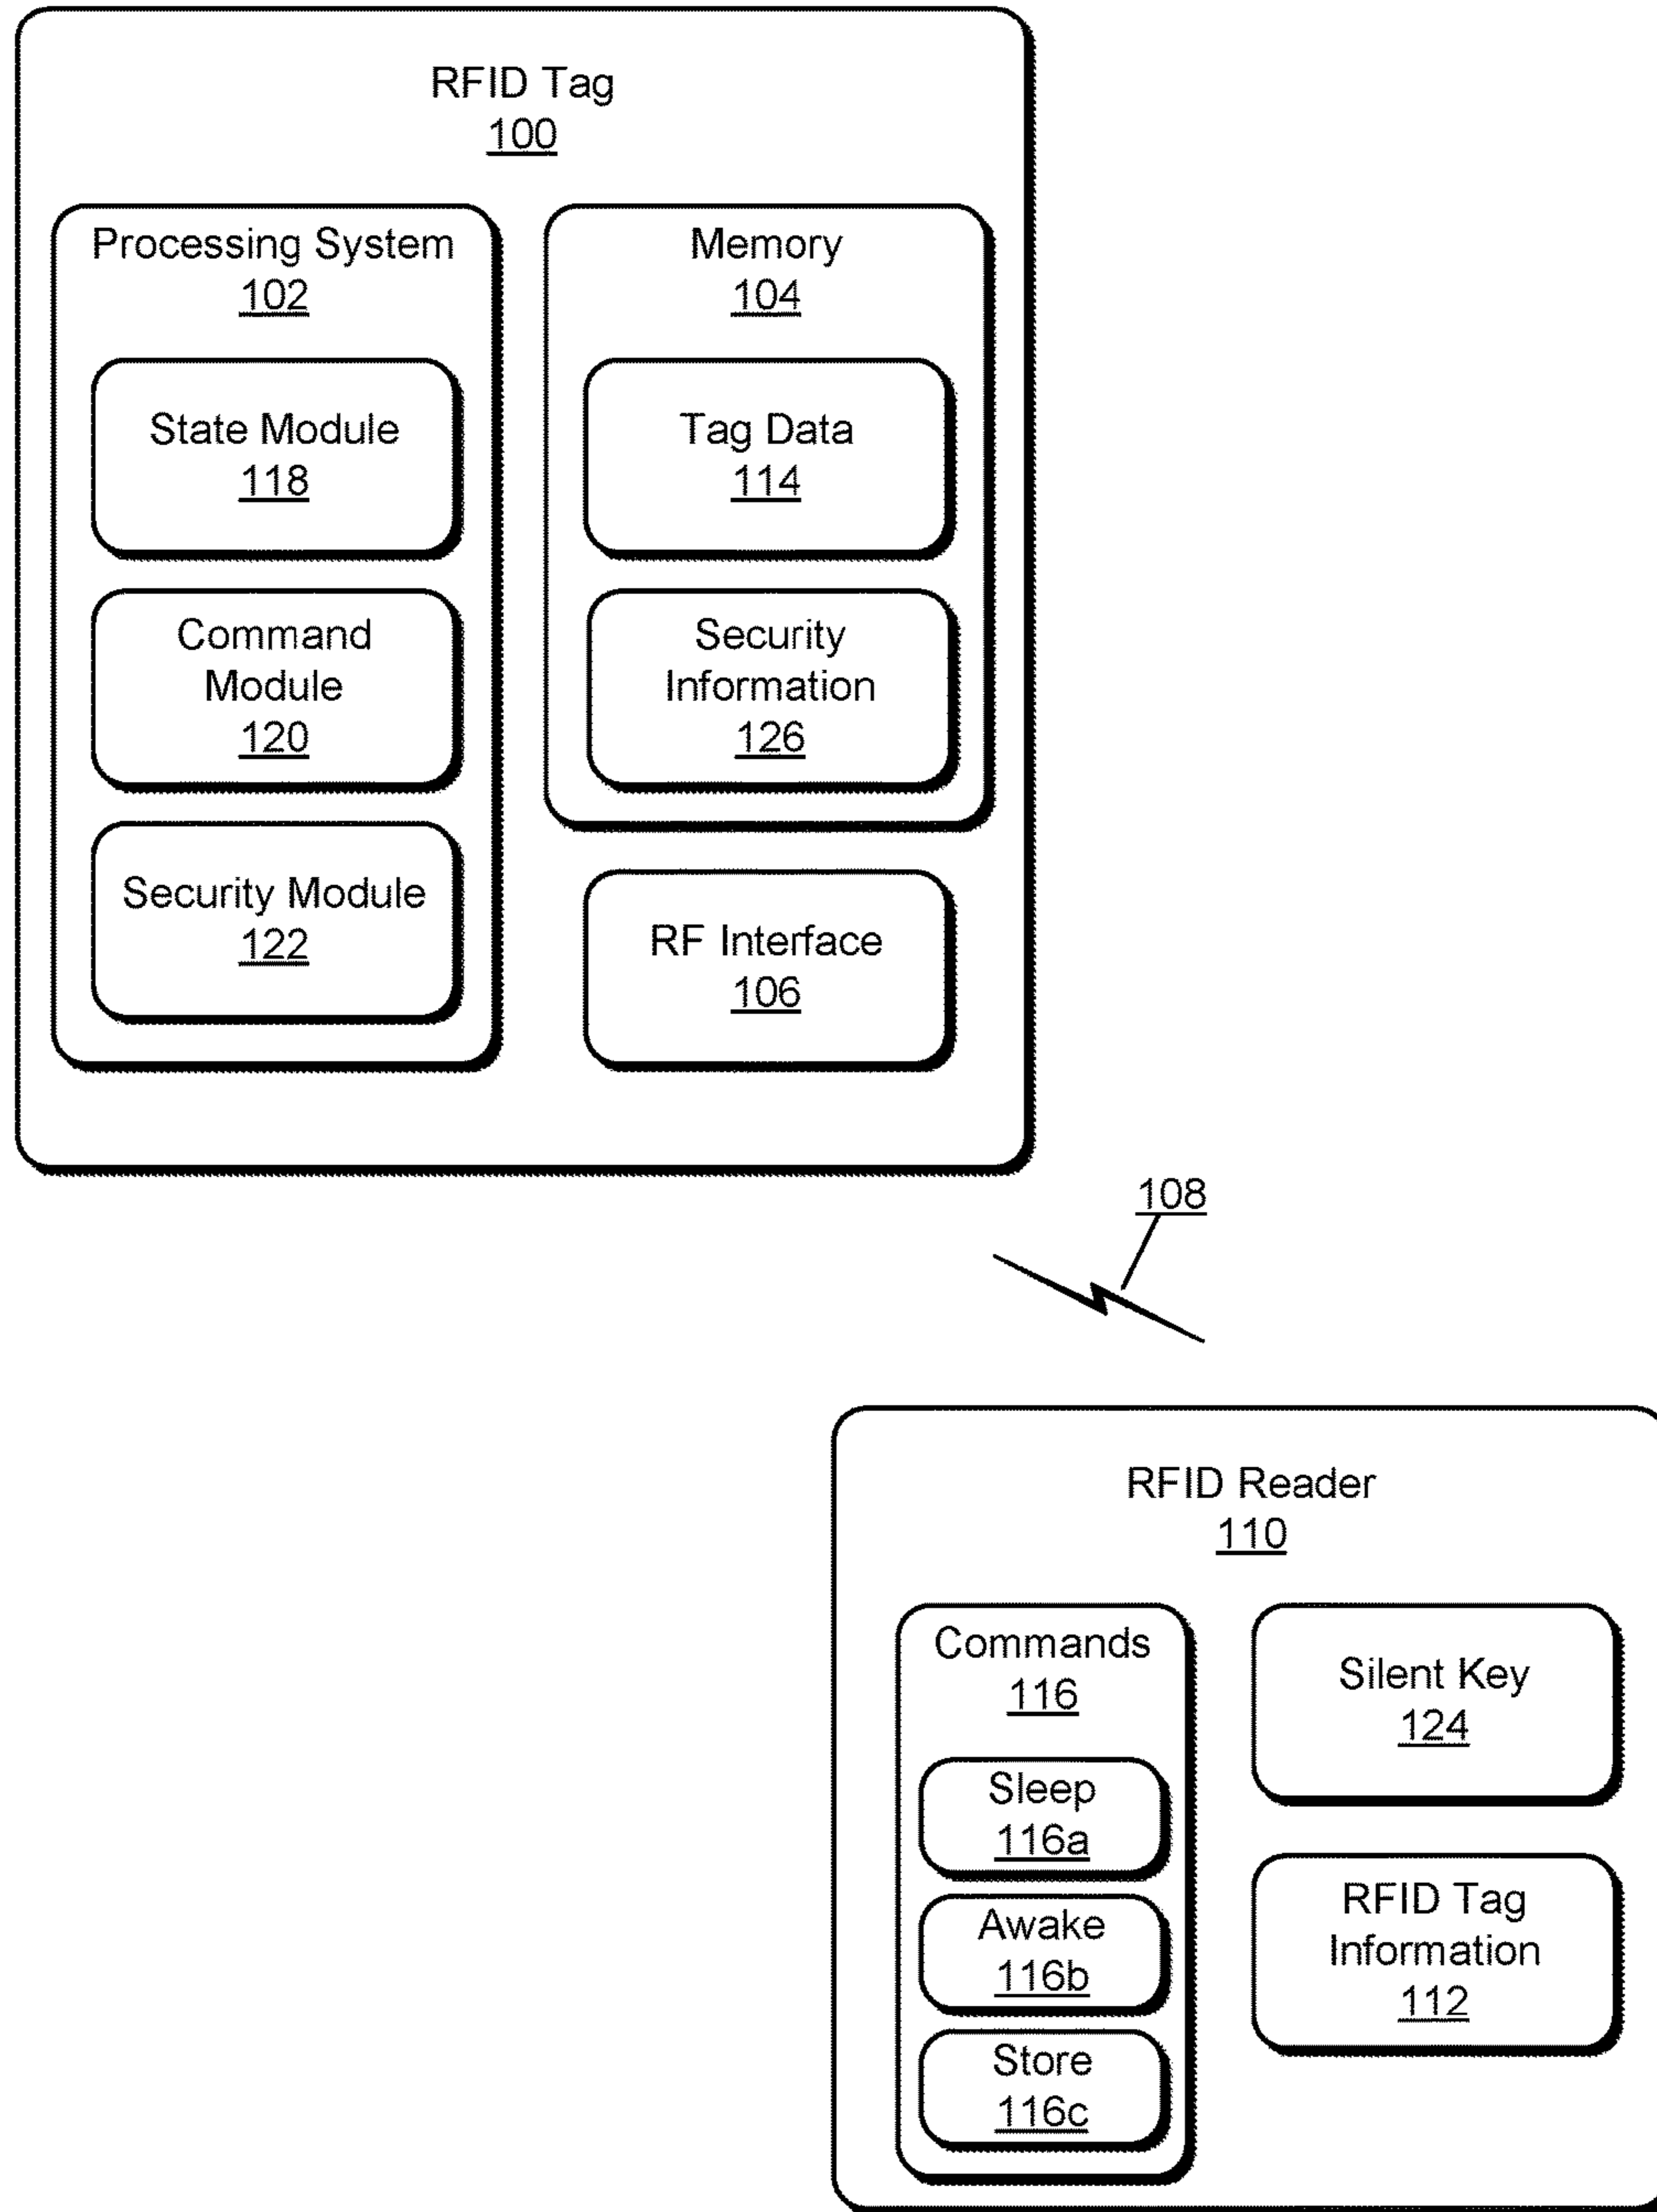 RFID Tag
100
Processing System
102
State Module
118
Command
Module
120
Security Module
122
Memory
104
Tag Data
114
Security
Information
126
RF Interface
106
108
RFID Reader
110
Commands
116
Sleep
116a
Awake
116b
Store
116c
Silent Key
124
RFID Tag
Information
112